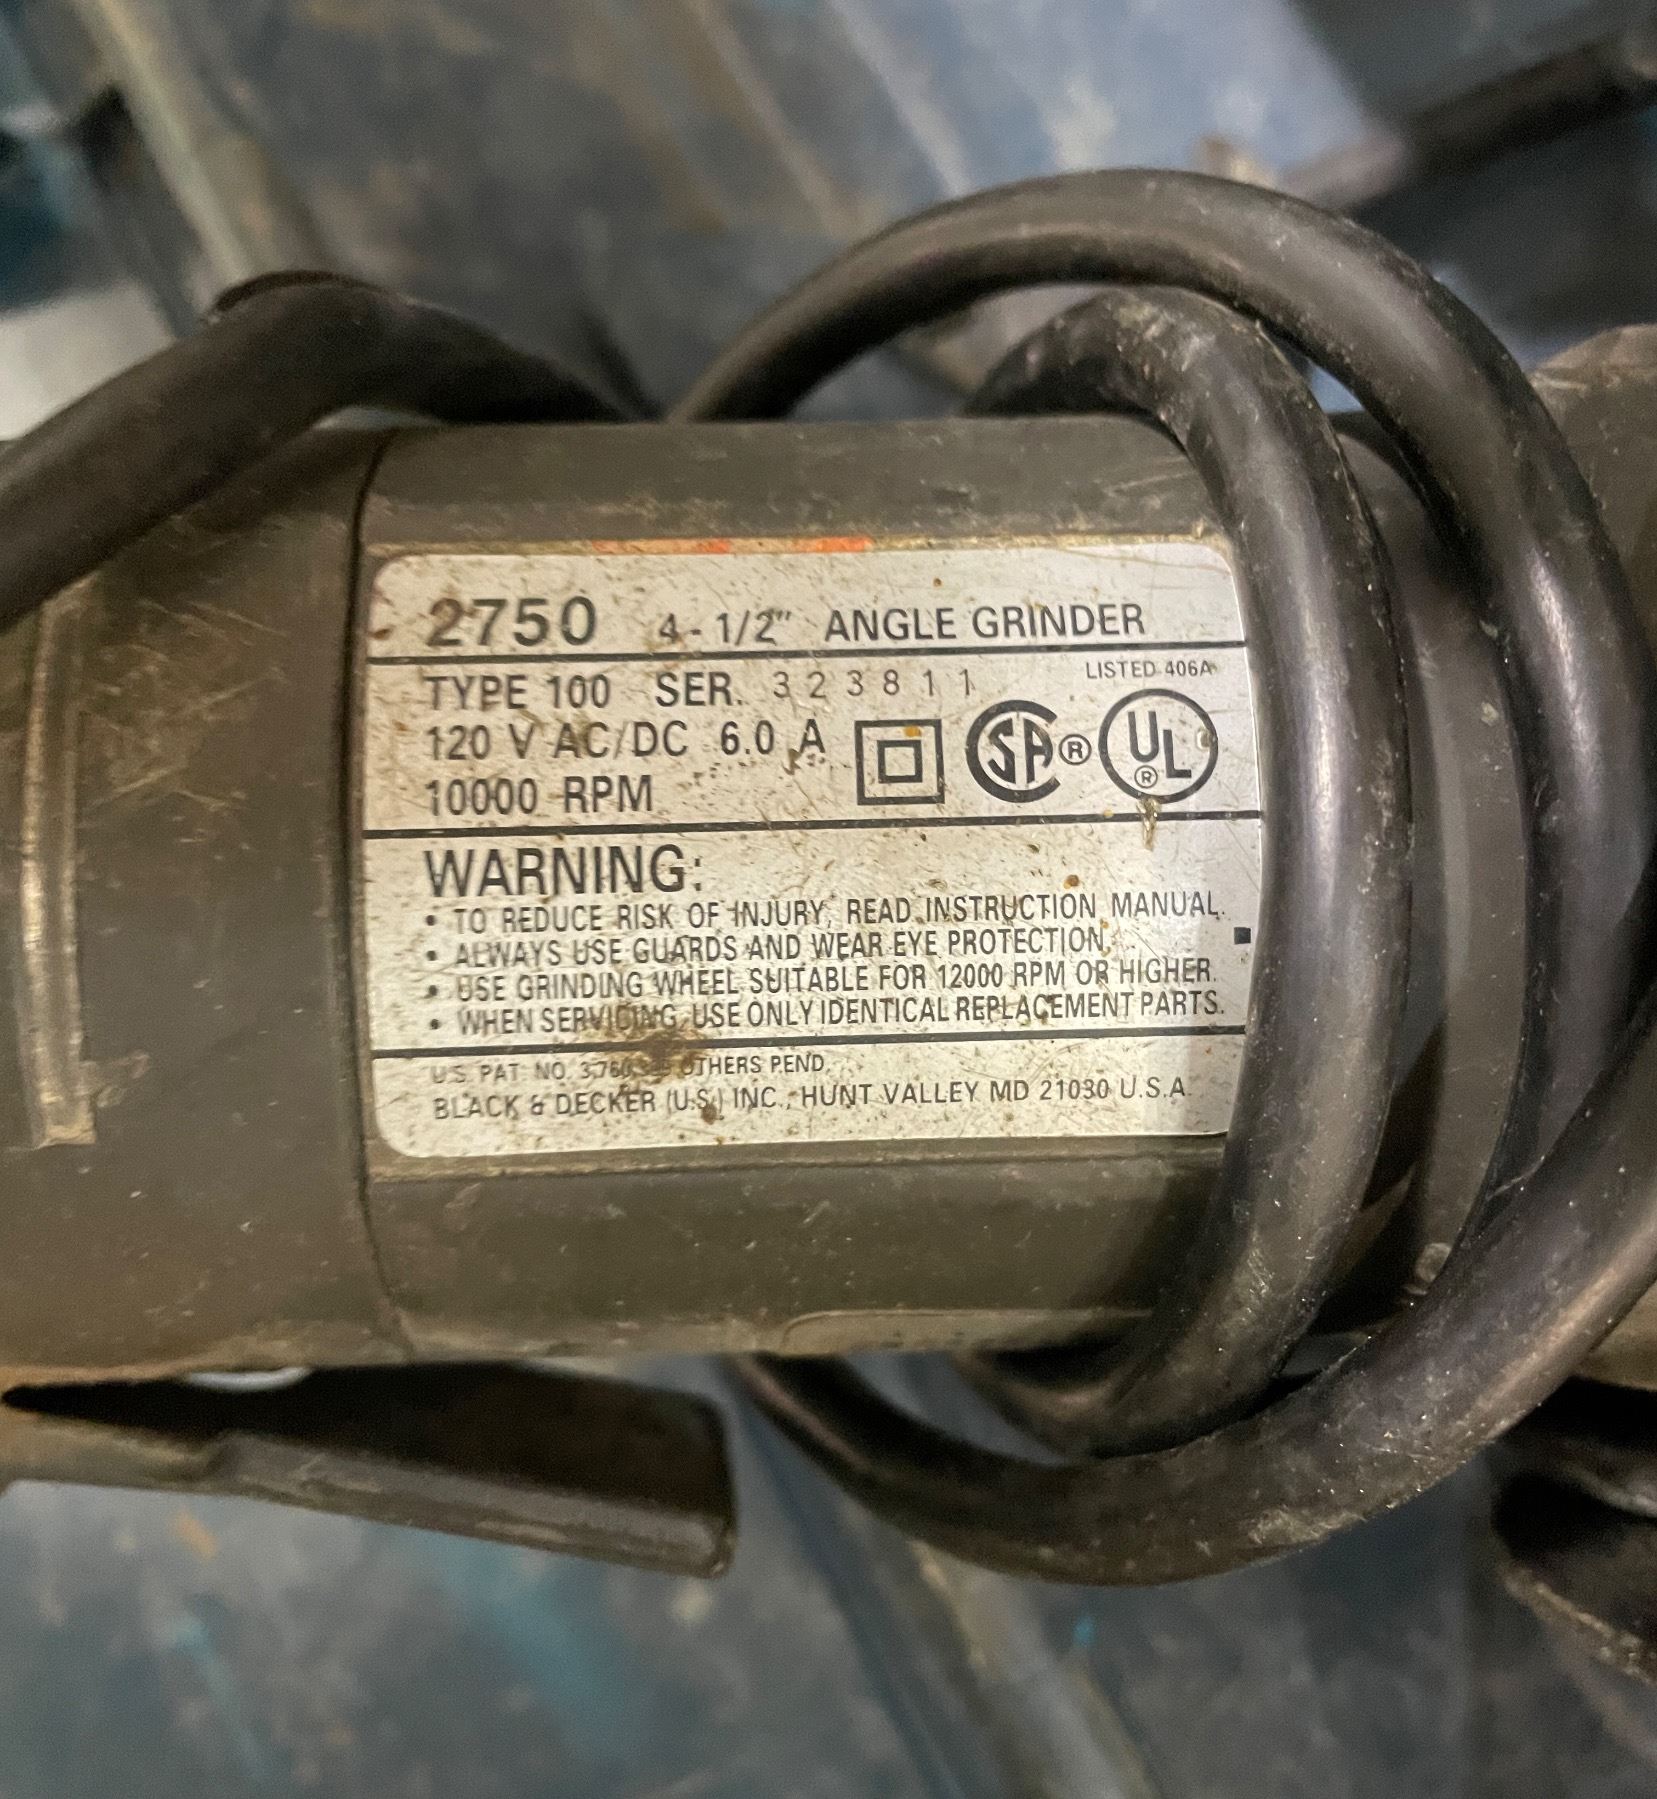 2750 4-1/2" ANGLE GRINDER
TYPE 100 SER. 323811 LISTED 406A
120 V AC/DC 6.0 A SA® UL®
10000 RPM
WARNING:
• TO REDUCE RISK OF INJURY, READ INSTRUCTION MANUAL.
• ALWAYS USE GUARDS AND WEAR EYE PROTECTION.
• USE GRINDING WHEEL SUITABLE FOR 12000 RPM OR HIGHER.
• WHEN SERVICING, USE ONLY IDENTICAL REPLACEMENT PARTS.
U.S. PAT. NO. OTHERS PEND.
BLACK & DECKER (U.S.) INC., HUNT VALLEY MD 21030 U.S.A.